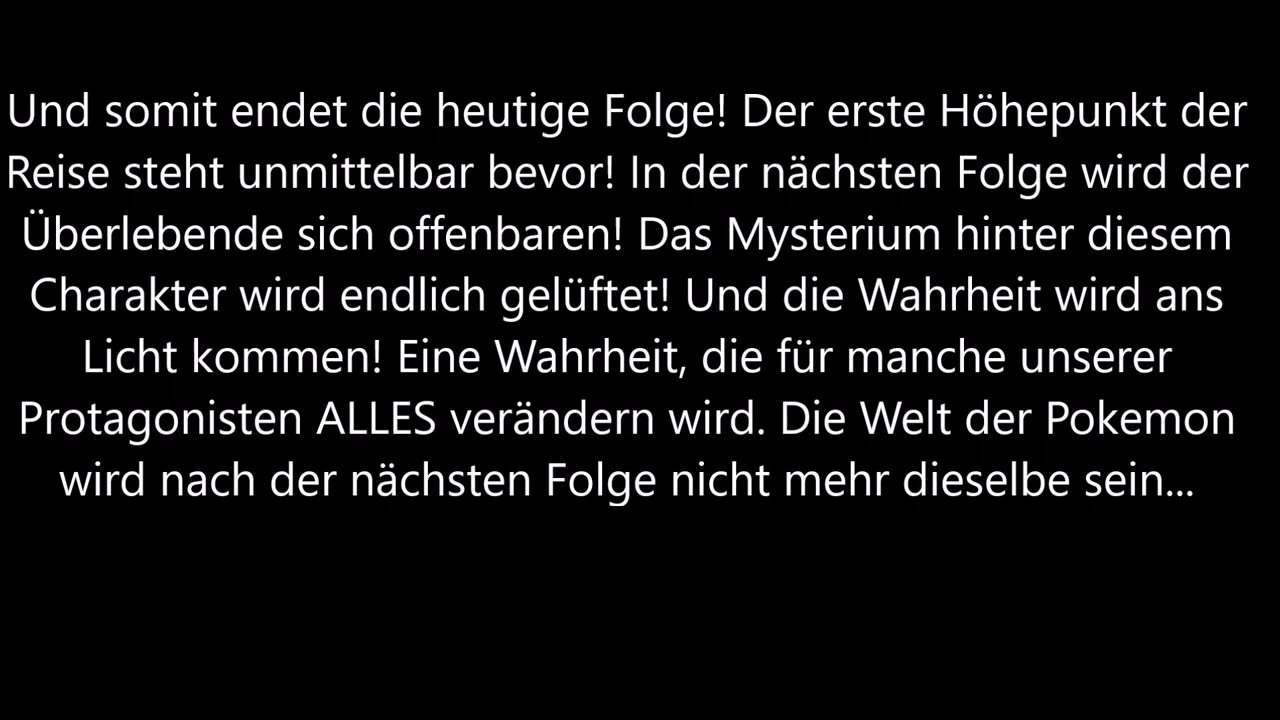 Und somit endet die heutige Folge! Der erste Höhepunkt der
Reise steht unmittelbar bevor! In der nächsten Folge wird der
Überlebende sich offenbaren! Das Mysterium hinter diesem
Charakter wird endlich gelüftet! Und die Wahrheit wird ans
Licht kommen! Eine Wahrheit, die für manche unserer
Protagonisten ALLES verändern wird. Die Welt der Pokemon
wird nach der nächsten Folge nicht mehr dieselbe sein...